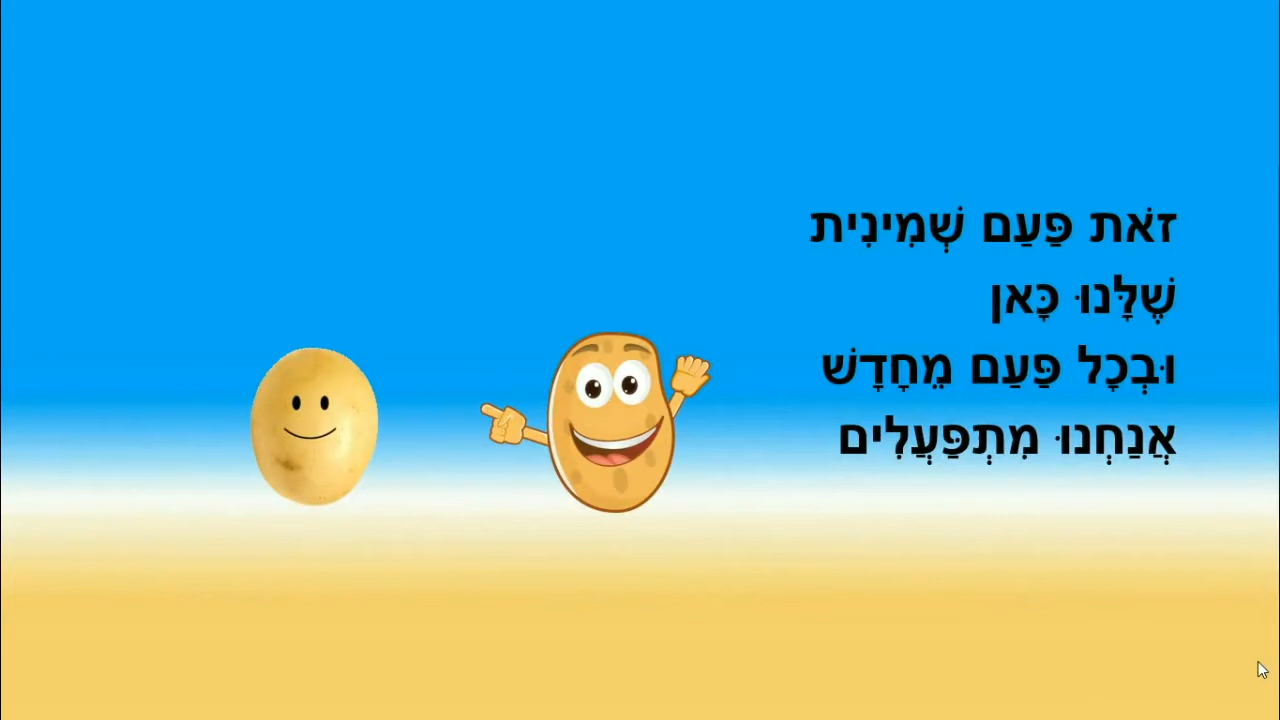 זֹאת פַּעַם שְׁמִינִית
שֶׁלָּנוּ כָּאן
וּבְכָל פַּעַם מֵחָדָשׁ
אֲנַחְנוּ מִתְפַּעֲלִים